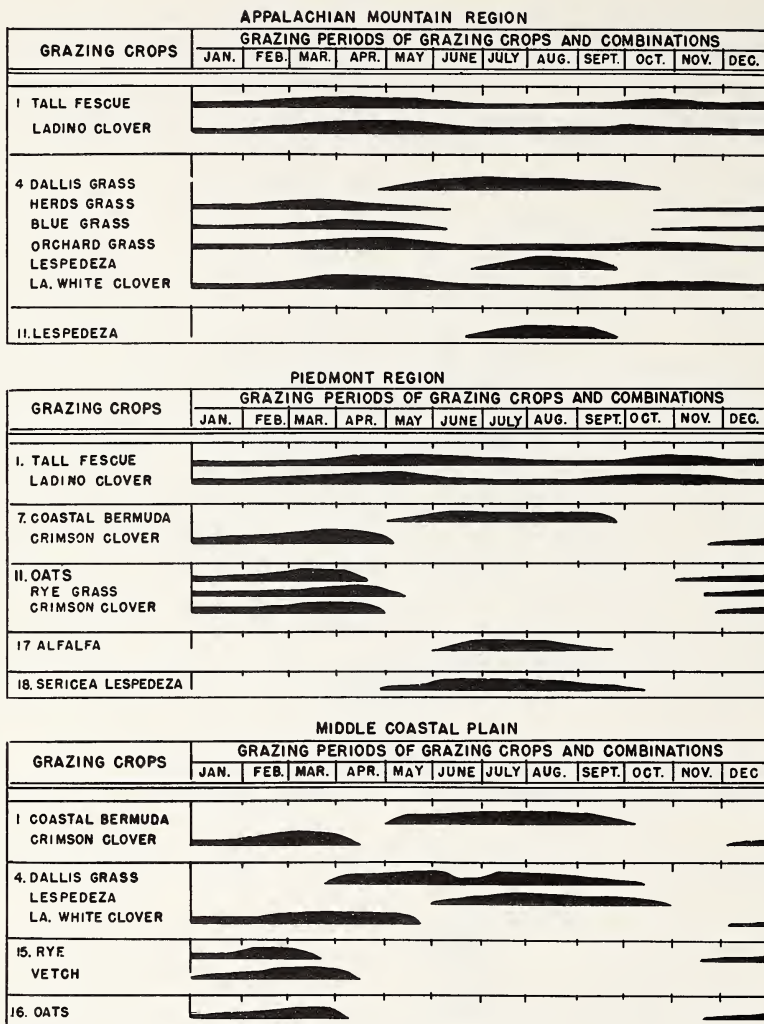 APPALACHIAN MOUNTAIN REGION
GRAZING CROPS
GRAZING PERIODS OF GRAZING CROPS AND COMBINATIONS
JAN. FEB. MAR. APR. MAY JUNE JULY AUG. SEPT. OCT. NOV. DEC.
1 TALL FESCUE
LADINO CLOVER
4 DALLIS GRASS
HERDS GRASS
BLUE GRASS
ORCHARD GRASS
LESPEDEZA
LA. WHITE CLOVER
11. LESPEDEZA
PIEDMONT REGION
GRAZING CROPS
GRAZING PERIODS OF GRAZING CROPS AND COMBINATIONS
JAN. FEB. MAR. APR. MAY JUNE JULY AUG. SEPT. OCT. NOV. DEC.
1. TALL FESCUE
LADINO CLOVER
7. COASTAL BERMUDA
CRIMSON CLOVER
11. OATS
RYE GRASS
CRIMSON CLOVER
17 ALFALFA
18. SERICEA LESPEDEZA
MIDDLE COASTAL PLAIN
GRAZING CROPS
GRAZING PERIODS OF GRAZING CROPS AND COMBINATIONS
JAN. FEB. MAR. APR. MAY JUNE JULY AUG. SEPT. OCT. NOV. DEC
1 COASTAL BERMUDA
CRIMSON CLOVER
4. DALLIS GRASS
LESPEDEZA
LA. WHITE CLOVER
15. RYE
VETCH
16. OATS